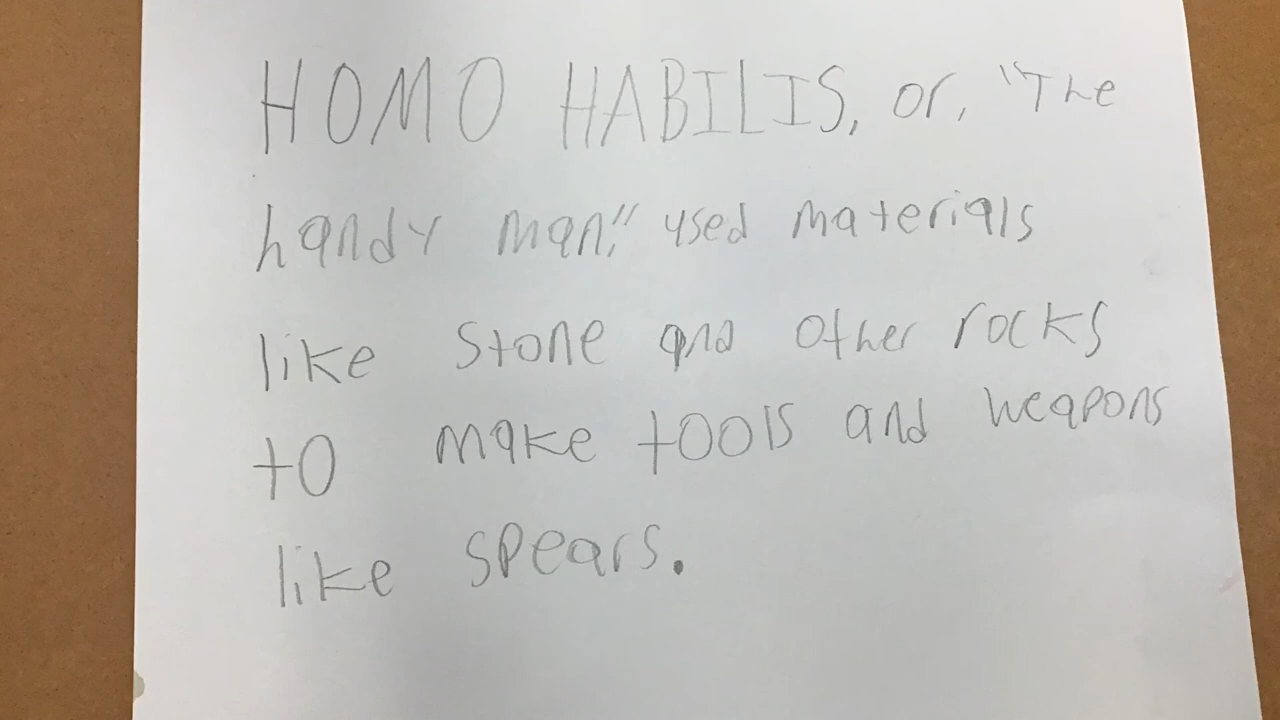 HOMO HABILIS, or, "The
handy man," used materials
like stone and other rocks
to make tools and weapons
like spears.